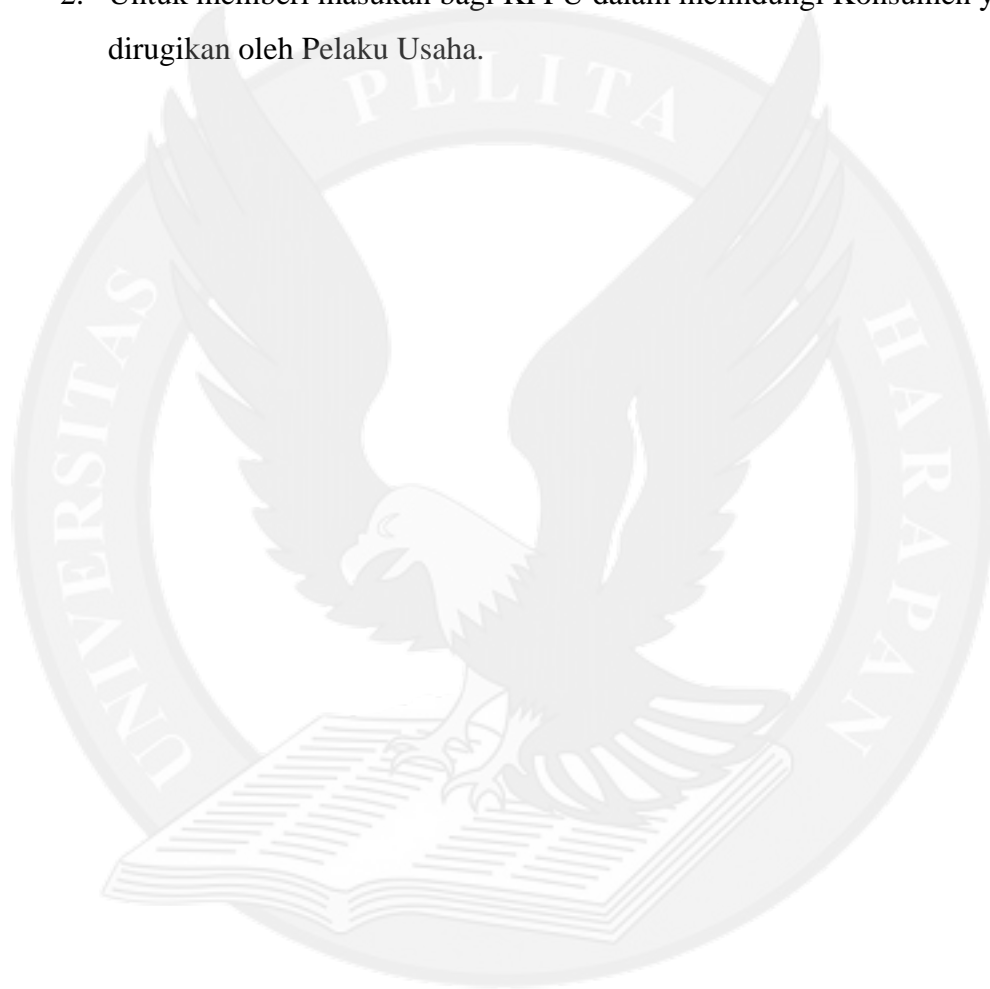 2. Untuk memberi masukan bagi KPPU dalam melindungi Konsumen y
dirugikan oleh Pelaku Usaha.
UNIVERSITAS PELITA HARAPAN